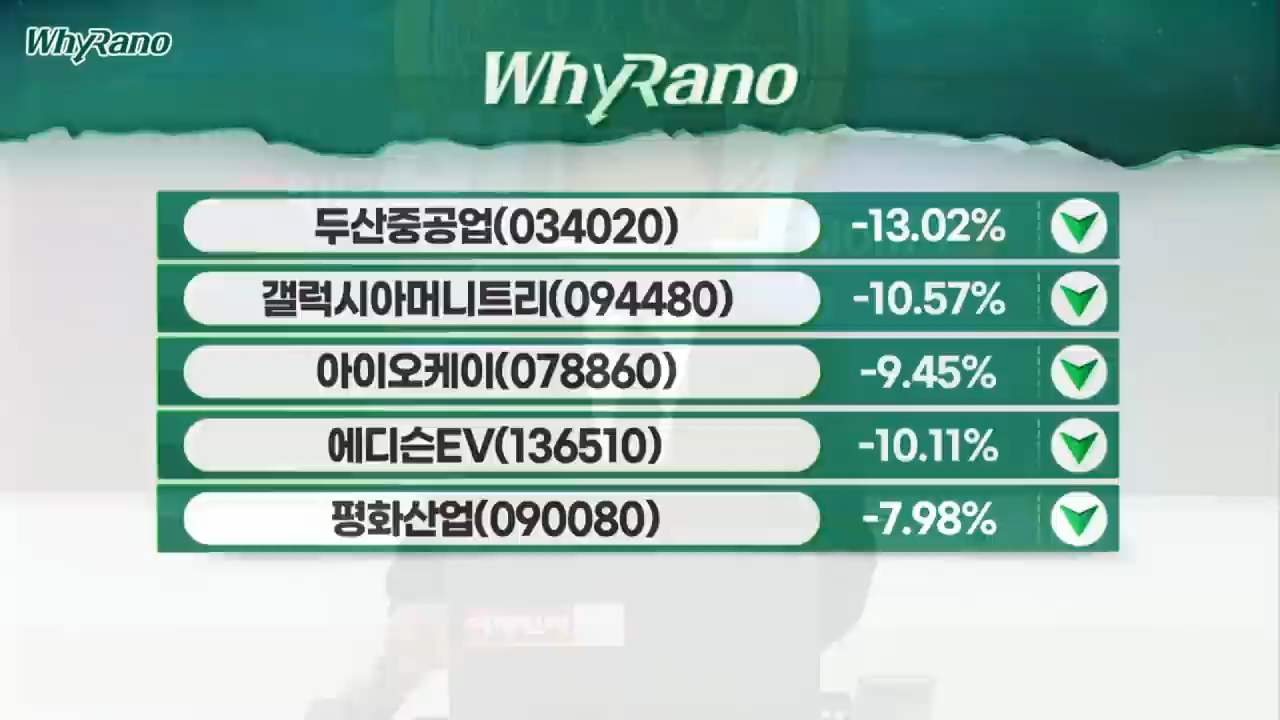 WhyRano
WhyRano
두산중공업(034020) -13.02%
갤럭시아머니트리(094480) -10.57%
아이오케이(078860) -9.45%
에디슨EV(136510) -10.11%
평화산업(090080) -7.98%